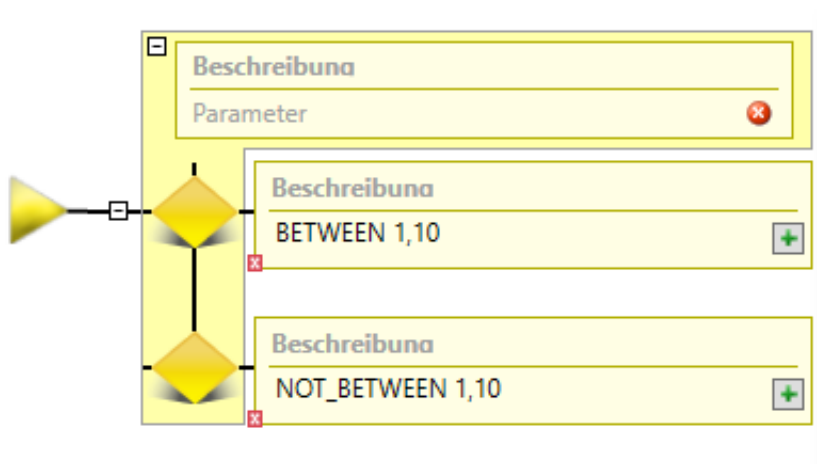 Beschreibung
Parameter
Beschreibung
BETWEEN 1,10
Beschreibung
NOT_BETWEEN 1,10